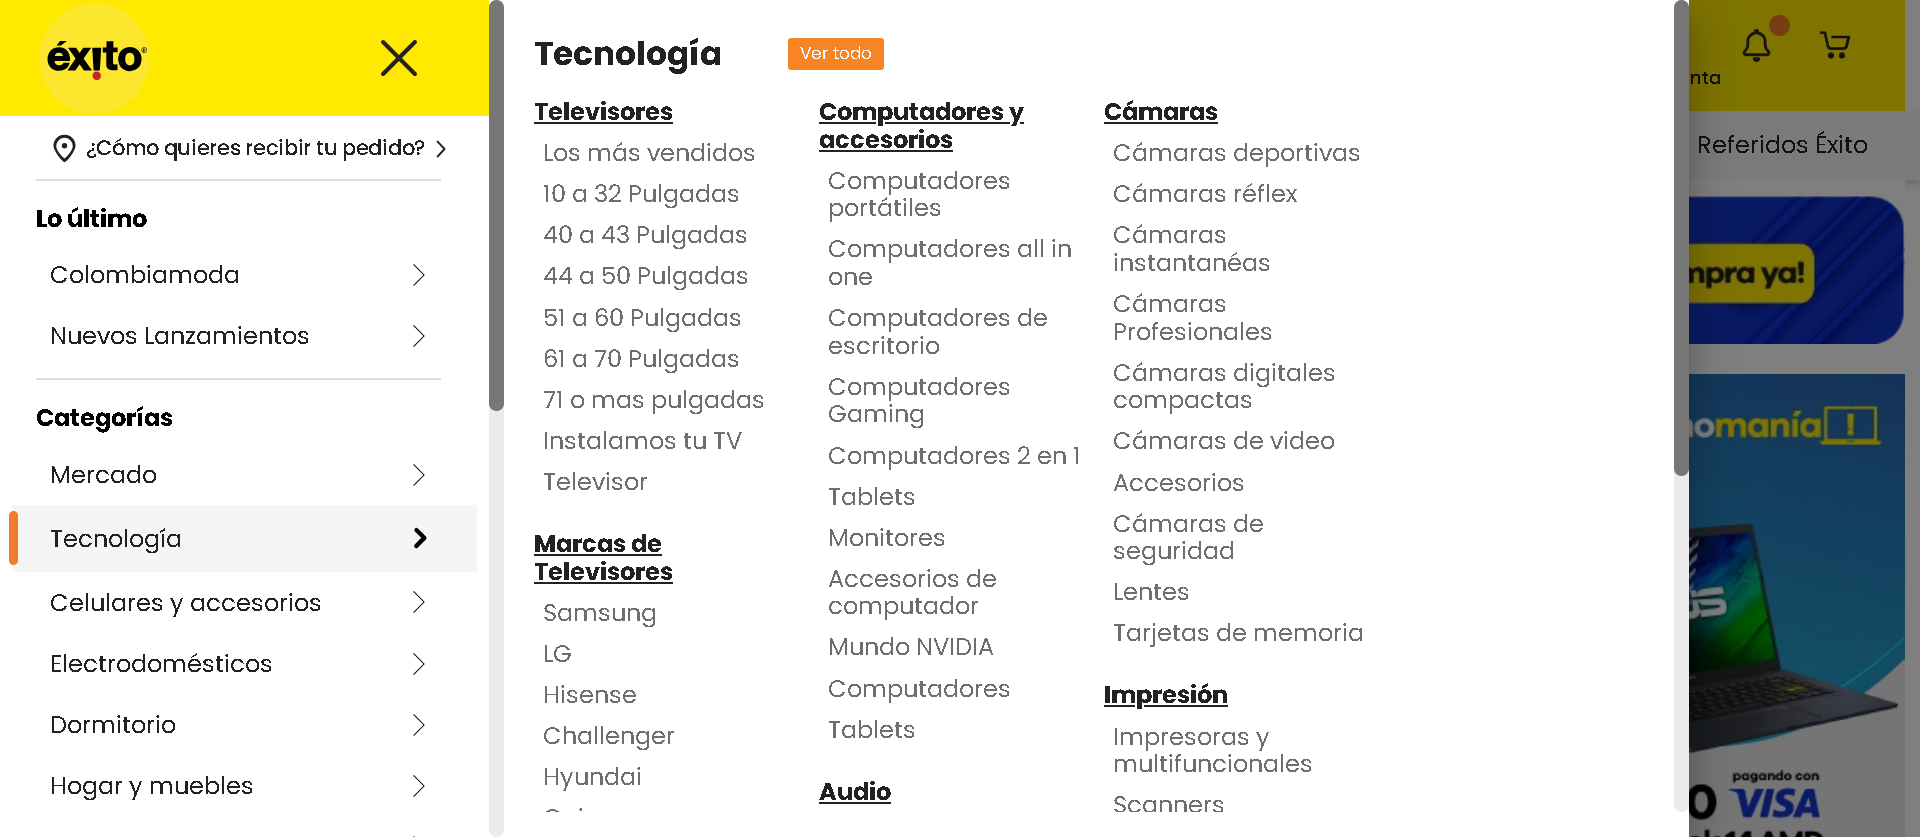 éxito®
¿Cómo quieres recibir tu pedido?
Lo último
Colombiamoda
Nuevos Lanzamientos
Categorías
Mercado
Tecnología
Celulares y accesorios
Electrodomésticos
Dormitorio
Hogar y muebles
Tecnología
Ver todo
Televisores
Los más vendidos
10 a 32 Pulgadas
40 a 43 Pulgadas
44 a 50 Pulgadas
51 a 60 Pulgadas
61 a 70 Pulgadas
71 o mas pulgadas
Instalamos tu TV
Televisor
Marcas de
Televisores
Samsung
LG
Hisense
Challenger
Hyundai
Computadores y
accesorios
Computadores
portátiles
Computadores all in
one
Computadores de
escritorio
Computadores
Gaming
Computadores 2 en 1
Tablets
Monitores
Accesorios de
computador
Mundo NVIDIA
Computadores
Tablets
Audio
Cámaras
Cámaras deportivas
Cámaras réflex
Cámaras
instantanéas
Cámaras
Profesionales
Cámaras digitales
compactas
Cámaras de video
Accesorios
Cámaras de
seguridad
Lentes
Tarjetas de memoria
Impresión
Impresoras y
multifuncionales
Scanners
nta
Referidos Éxito
mpra ya!
omanía!
pagando con
0 VISA